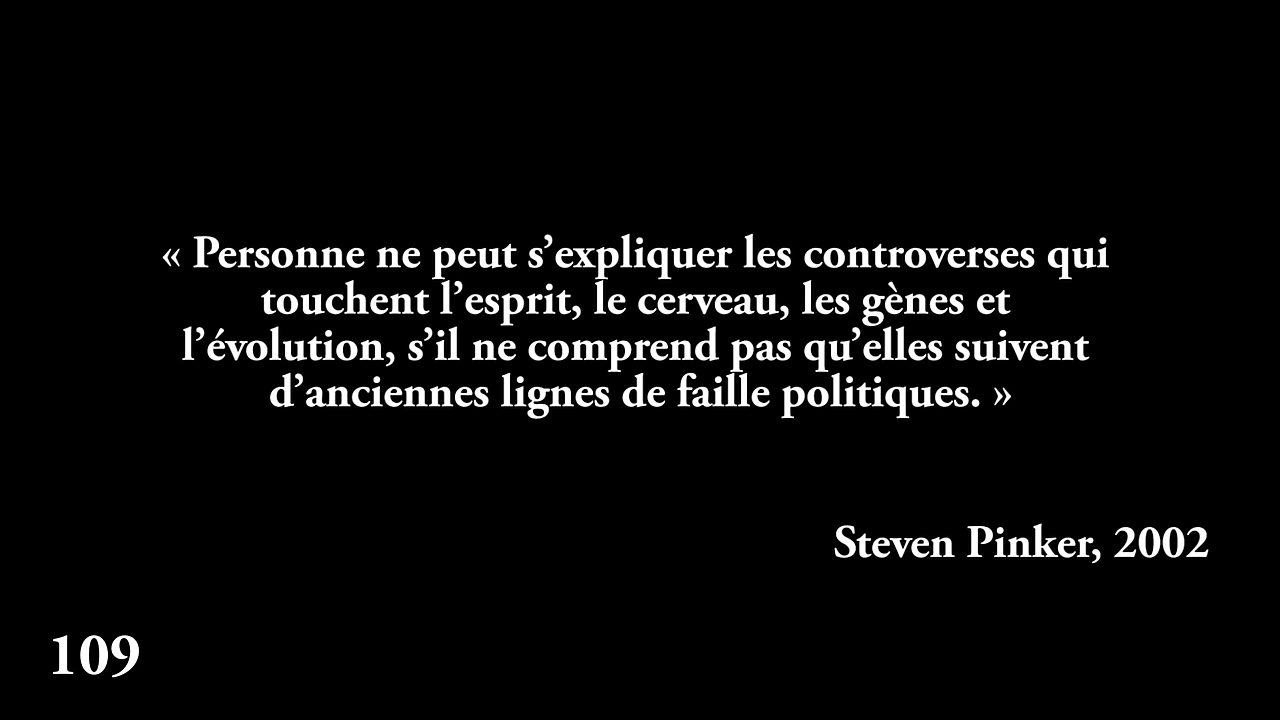 « Personne ne peut s’expliquer les controverses qui
touchent l’esprit, le cerveau, les gènes et
l’évolution, s’il ne comprend pas qu’elles suivent
d’anciennes lignes de faille politiques. »
Steven Pinker, 2002
109